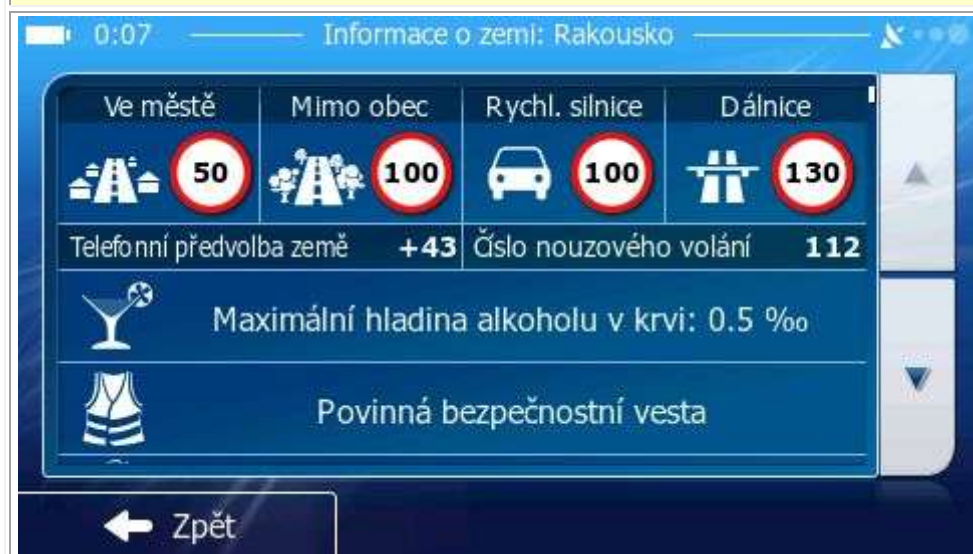 0:07 Informace o zemi: Rakousko
Ve městě Mimo obec Rychl. silnice Dálnice
50 100 100 130
Telefonní předvolba země +43 Číslo nouzového volání 112
Maximální hladina alkoholu v krvi: 0.5 ‰
Povinná bezpečnostní vesta
Zpět